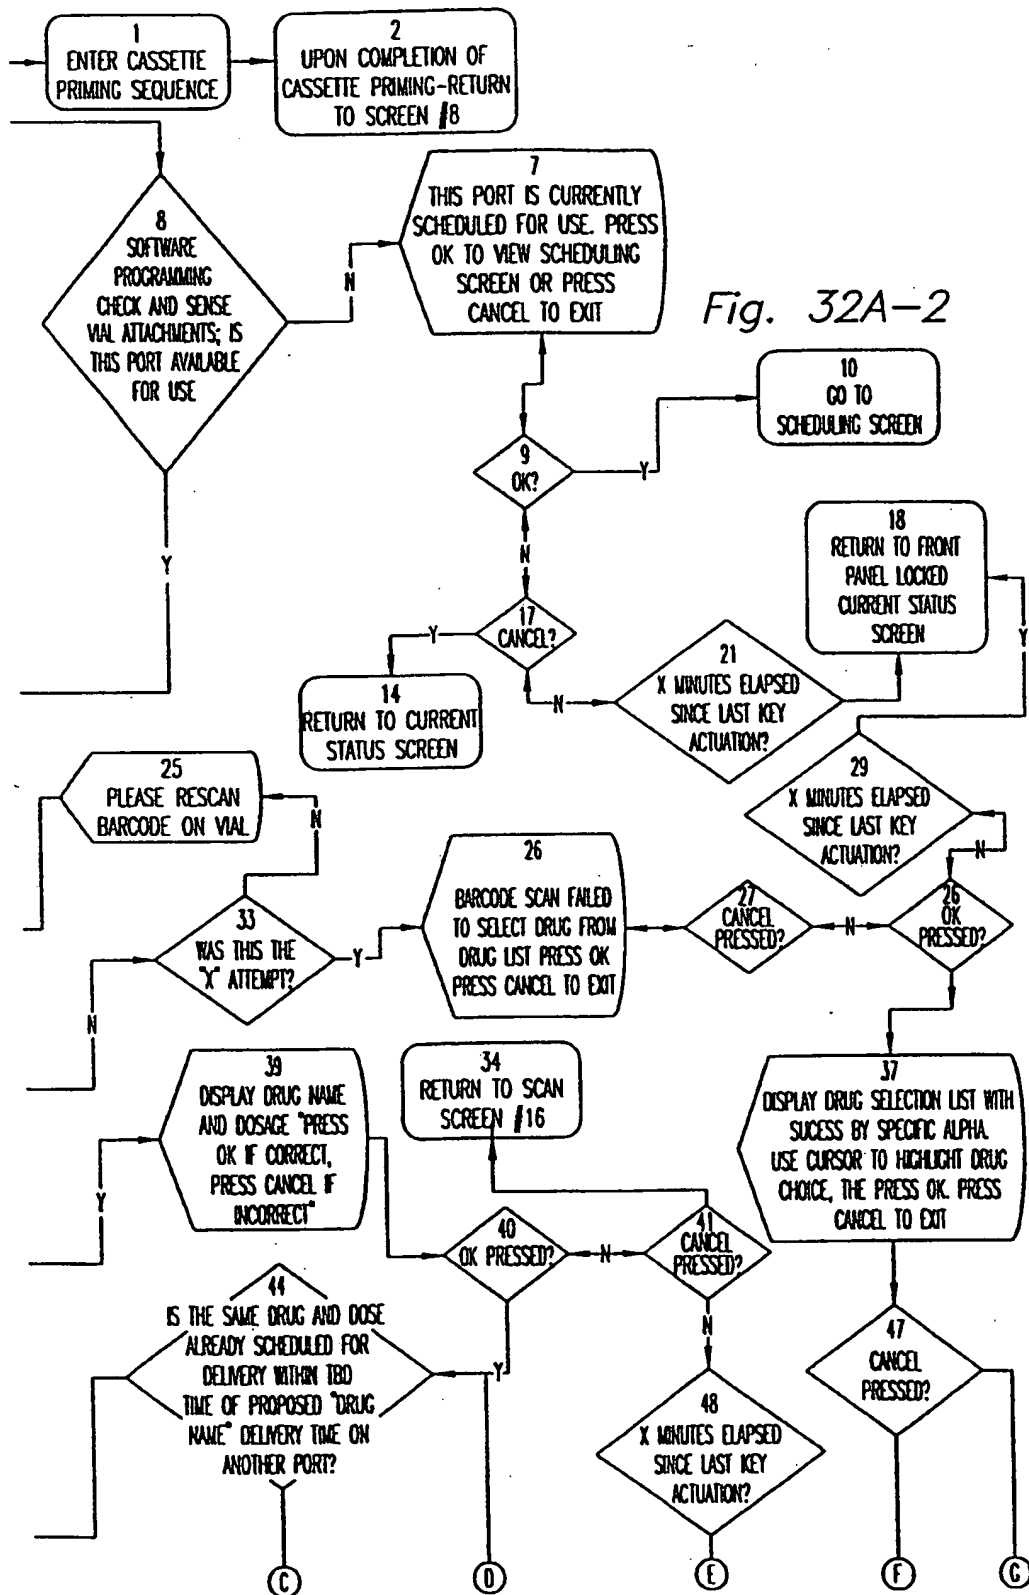 1
ENTER CASSETTE
PRIMING SEQUENCE
2
UPON COMPLETION OF
CASSETTE PRIMING-RETURN
TO SCREEN #8
7
THIS PORT IS CURRENTLY
SCHEDULED FOR USE. PRESS
OK TO VIEW SCHEDULING
SCREEN OR PRESS
CANCEL TO EXIT
8
SOFTWARE
PROGRAMMING
CHECK AND SENSE
VIAL ATTACHMENTS; IS
THIS PORT AVAILABLE
FOR USE
N
Y
Fig. 32A-2
10
GO TO
SCHEDULING SCREEN
9
OK?
Y
N
18
RETURN TO FRONT
PANEL LOCKED
CURRENT STATUS
SCREEN
17
CANCEL?
Y
N
14
RETURN TO CURRENT
STATUS SCREEN
21
X MINUTES ELAPSED
SINCE LAST KEY
ACTUATION?
Y
29
X MINUTES ELAPSED
SINCE LAST KEY
ACTUATION?
N
25
PLEASE RESCAN
BARCODE ON VIAL
N
33
WAS THIS THE
"X" ATTEMPT?
Y
N
26
BARCODE SCAN FAILED
TO SELECT DRUG FROM
DRUG LIST PRESS OK
PRESS CANCEL TO EXIT
27
CANCEL
PRESSED?
N
26
OK
PRESSED?
39
DISPLAY DRUG NAME
AND DOSAGE "PRESS
OK IF CORRECT,
PRESS CANCEL IF
INCORRECT"
Y
34
RETURN TO SCAN
SCREEN #16
37
DISPLAY DRUG SELECTION LIST WITH
SUCESS BY SPECIFIC ALPHA.
USE CURSOR TO HIGHLIGHT DRUG
CHOICE, THE PRESS OK. PRESS
CANCEL TO EXIT
40
OK PRESSED?
N
41
CANCEL
PRESSED?
Y
N
44
IS THE SAME DRUG AND DOSE
ALREADY SCHEDULED FOR
DELIVERY WITHIN TBD
TIME OF PROPOSED "DRUG
NAME" DELIVERY TIME ON
ANOTHER PORT?
Y
47
CANCEL
PRESSED?
48
X MINUTES ELAPSED
SINCE LAST KEY
ACTUATION?
C
D
E
F
G